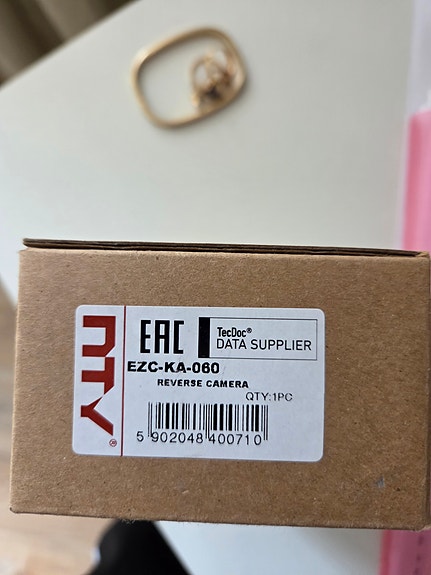 NTY®
EAC
TecDoc®
DATA SUPPLIER
EZC-KA-060
REVERSE CAMERA
QTY:1PC
5 902048 400710